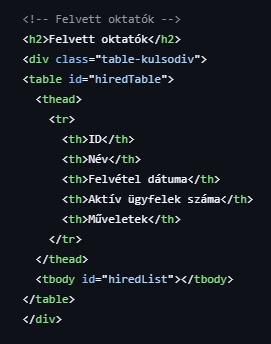 <!-- Felvett oktatók -->
<h2>Felvett oktatók</h2>
<div class="table-kulsodiv">
<table id="hiredTable">
<thead>
<tr>
<th>ID</th>
<th>Név</th>
<th>Felvétel dátuma</th>
<th>Aktív ügyfelek száma</th>
<th>Műveletek</th>
</tr>
</thead>
<tbody id="hiredList"></tbody>
</table>
</div>